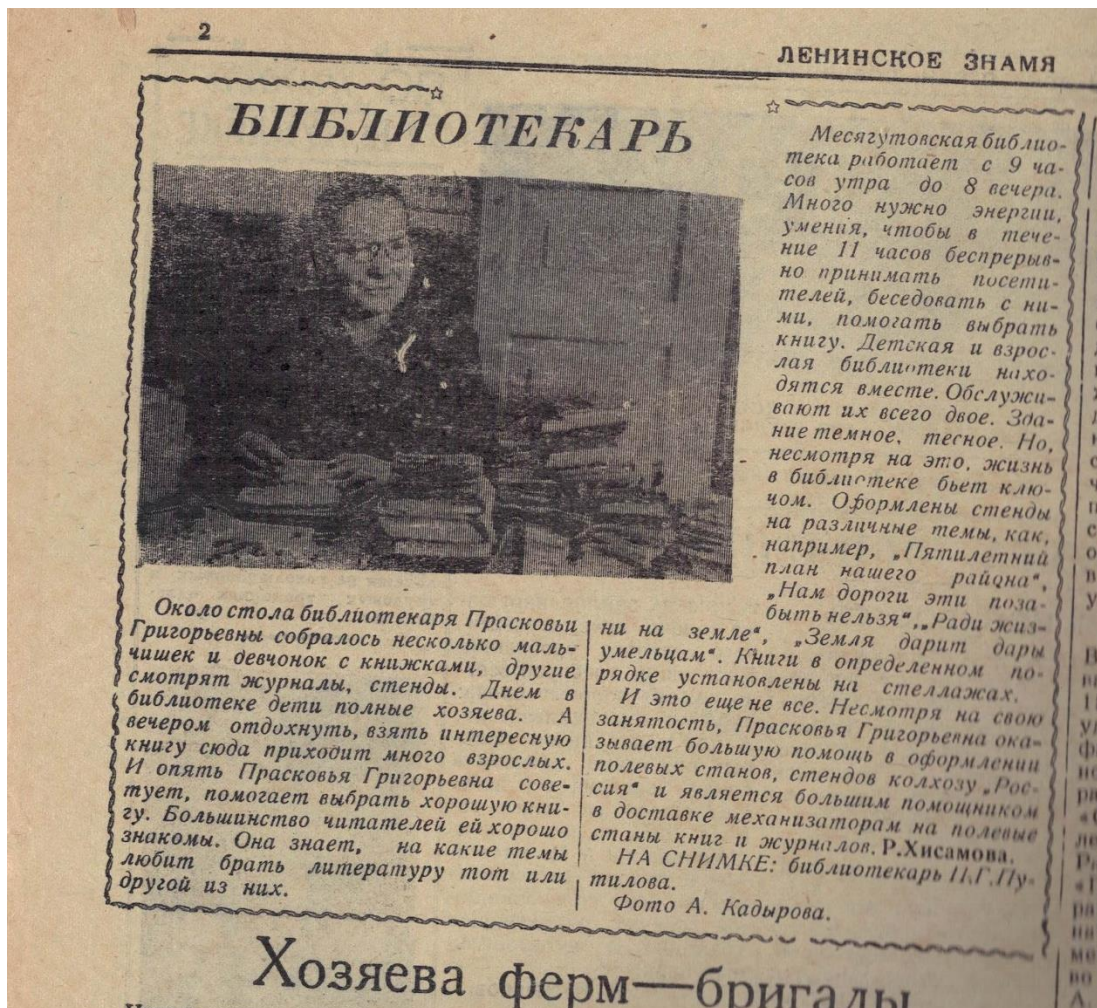 2
ЛЕНИНСКОЕ ЗНАМЯ
БИБЛИОТЕКАРЬ
Около стола библиотекаря Прасковьи
Григорьевны собралось несколько маль-
чишек и девчонок с книжками, другие
смотрят журналы, стенды. Днем в
библиотеке дети полные хозяева. А
вечером отдохнуть, взять интересную
книгу сюда приходит много взрослых.
И опять Прасковья Григорьевна сове-
тует, помогает выбрать хорошую кни-
гу. Большинство читателей ей хорошо
знакомы. Она знает, на какие темы
любит брать литературу тот или
другой из них.
Месягутовская библио-
тека работает с 9 ча-
сов утра до 8 вечера.
Много нужно энергии,
умения, чтобы в тече-
ние 11 часов беспрерыв-
но принимать посети-
телей, беседовать с ни-
ми, помогать выбрать
книгу. Детская и взрос-
лая библиотеки нахо-
дятся вместе. Обслужи-
вают их всего двое. Зда-
ние темное, тесное. Но,
несмотря на это, жизнь
в библиотеке бьет клю-
чом. Оформлены стенды
на различные темы, как,
например, „Пятилетний
план нашего района“,
„Нам дороги эти поза-
быть нельзя“, „Ради жиз-
ни на земле“, „Земля дарит дары
умельцам“. Книги в определенном по-
рядке установлены на стеллажах.
И это еще не все. Несмотря на свою
занятость, Прасковья Григорьевна ока-
зывает большую помощь в оформлении
полевых станов, стендов колхозу „Рос-
сия“ и является большим помощником
в доставке механизаторам на полевые
станы книг и журналов. Р.Хисамова.
НА СНИМКЕ: библиотекарь П.Г.Пу-
тилова.
Фото А. Кадырова.
Хозяева ферм—бригады